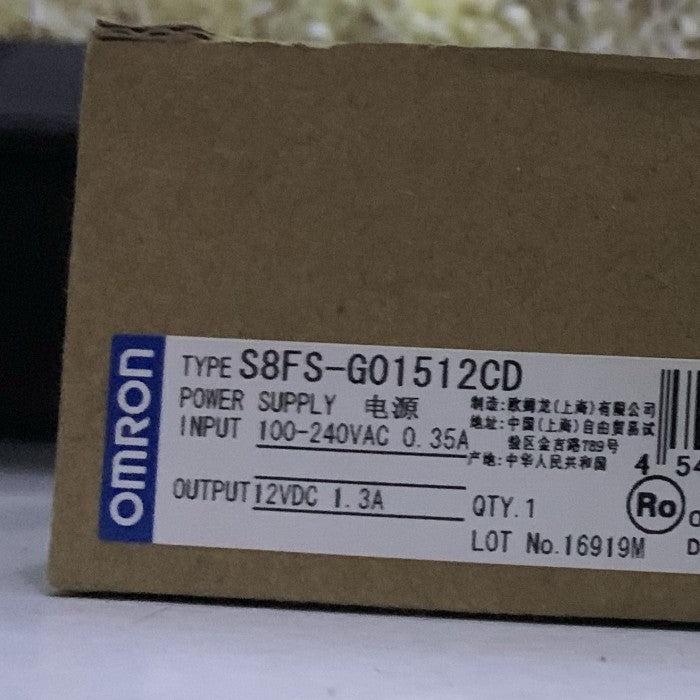 OMRON
TYPE S8FS-G01512CD
POWER SUPPLY 电源
INPUT 100-240VAC 0.35A
OUTPUT 12VDC 1.3A
制造:欧姆龙(上海)有限公司
地址:中国(上海)自由贸易试
验区金吉路789号
产地:中华人民共和国
QTY.1
LOT No.16919M
4 54
Ro